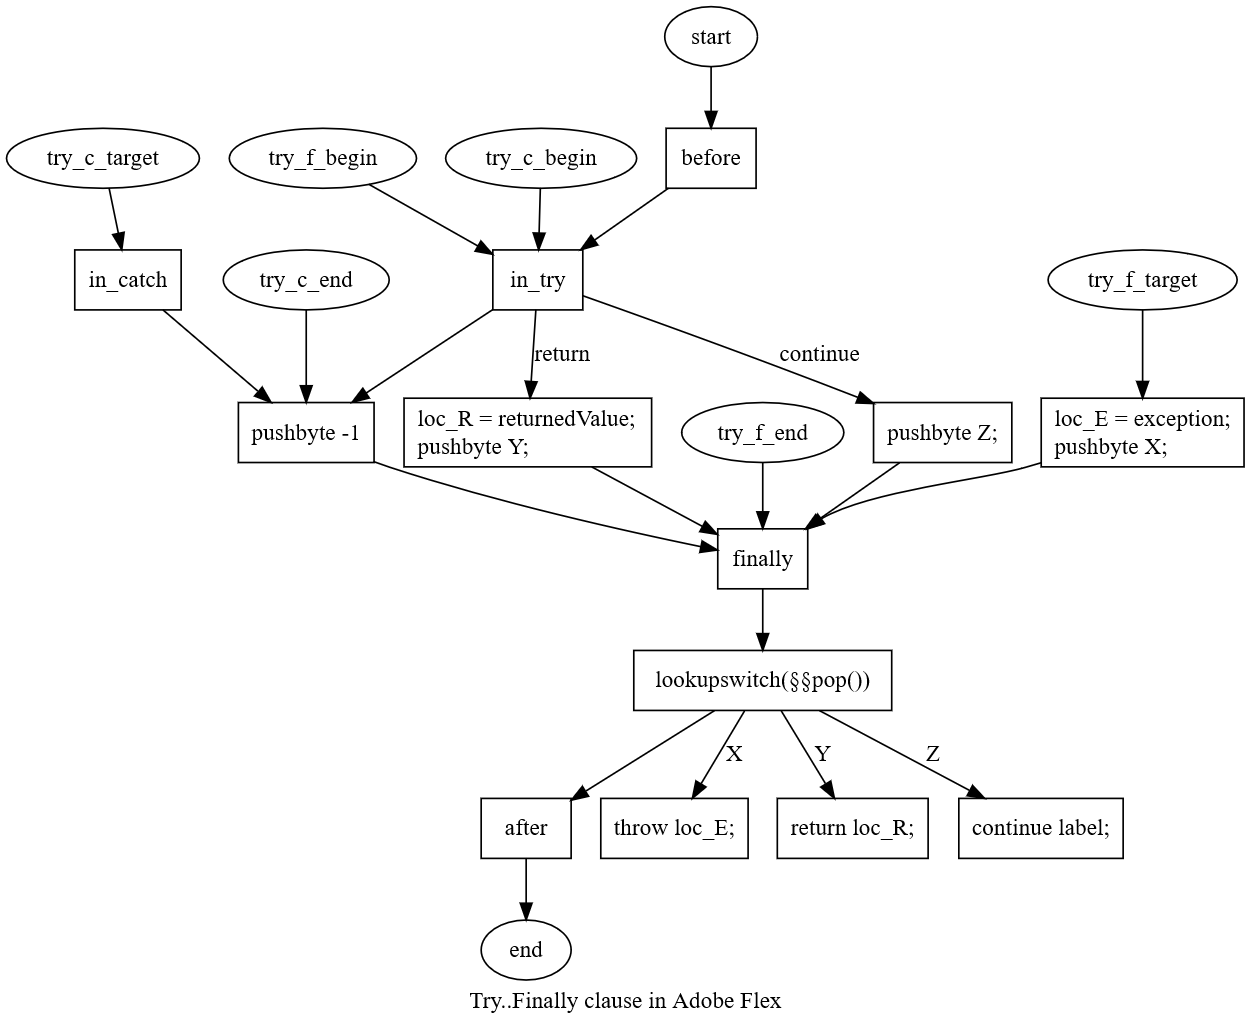 start
try_c_target
try_f_begin
try_c_begin
before
in_catch
try_c_end
in_try
try_f_target
return
continue
pushbyte -1
loc_R = returnedValue;
pushbyte Y;
try_f_end
pushbyte Z;
loc_E = exception;
pushbyte X;
finally
lookupswitch(§§pop())
X
Y
Z
after
throw loc_E;
return loc_R;
continue label;
end
Try..Finally clause in Adobe Flex